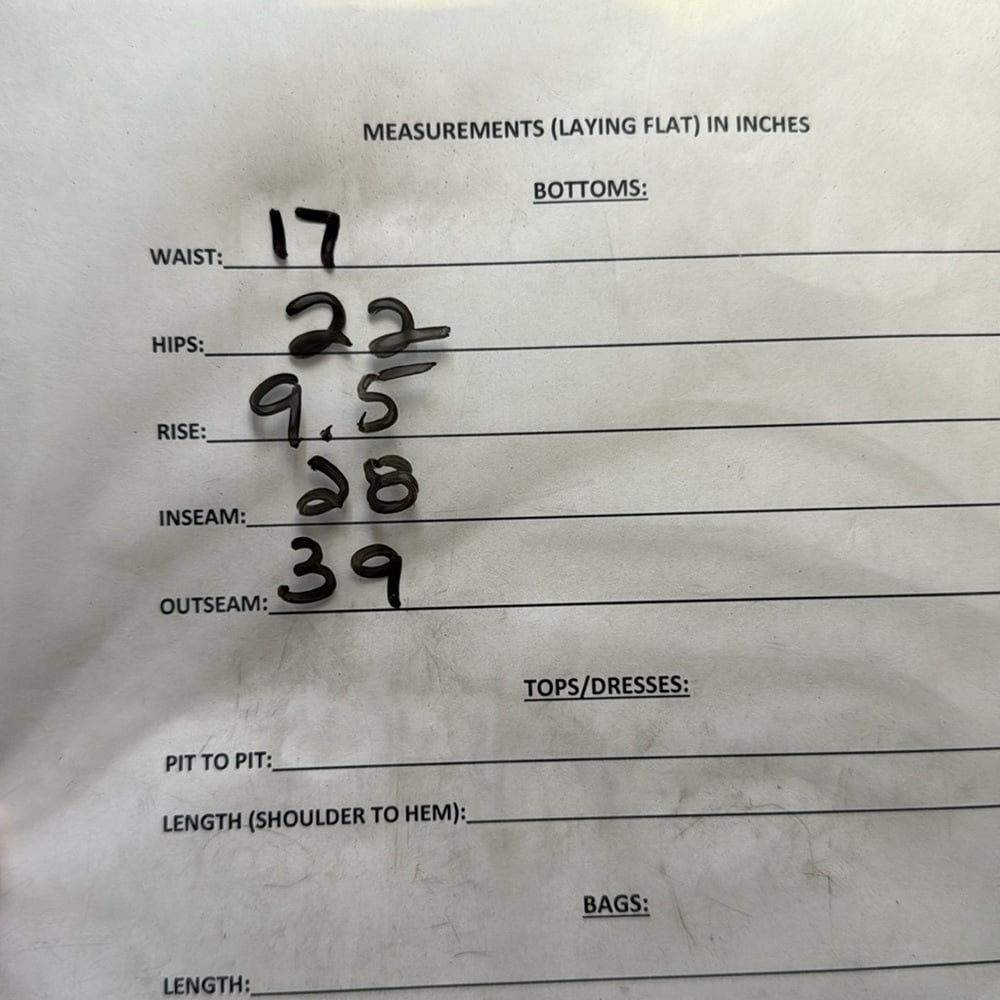 MEASUREMENTS (LAYING FLAT) IN INCHES
BOTTOMS:
WAIST: 17
HIPS: 22
RISE: 9.5
INSEAM: 28
OUTSEAM: 39
TOPS/DRESSES:
PIT TO PIT:
LENGTH (SHOULDER TO HEM):
BAGS:
LENGTH: